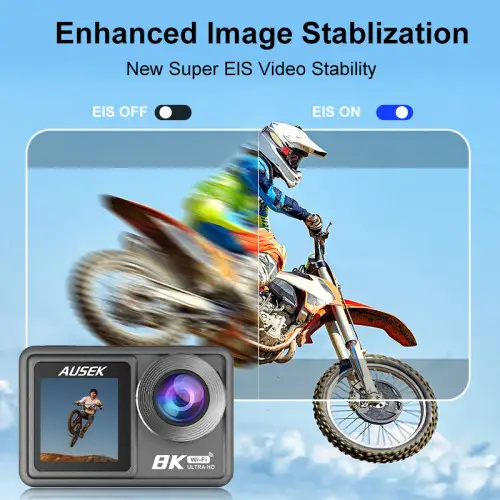 Enhanced Image Stablization
New Super EIS Video Stability
EIS OFF
EIS ON
AUSEK
8K
Wi-Fi
ULTRA HD